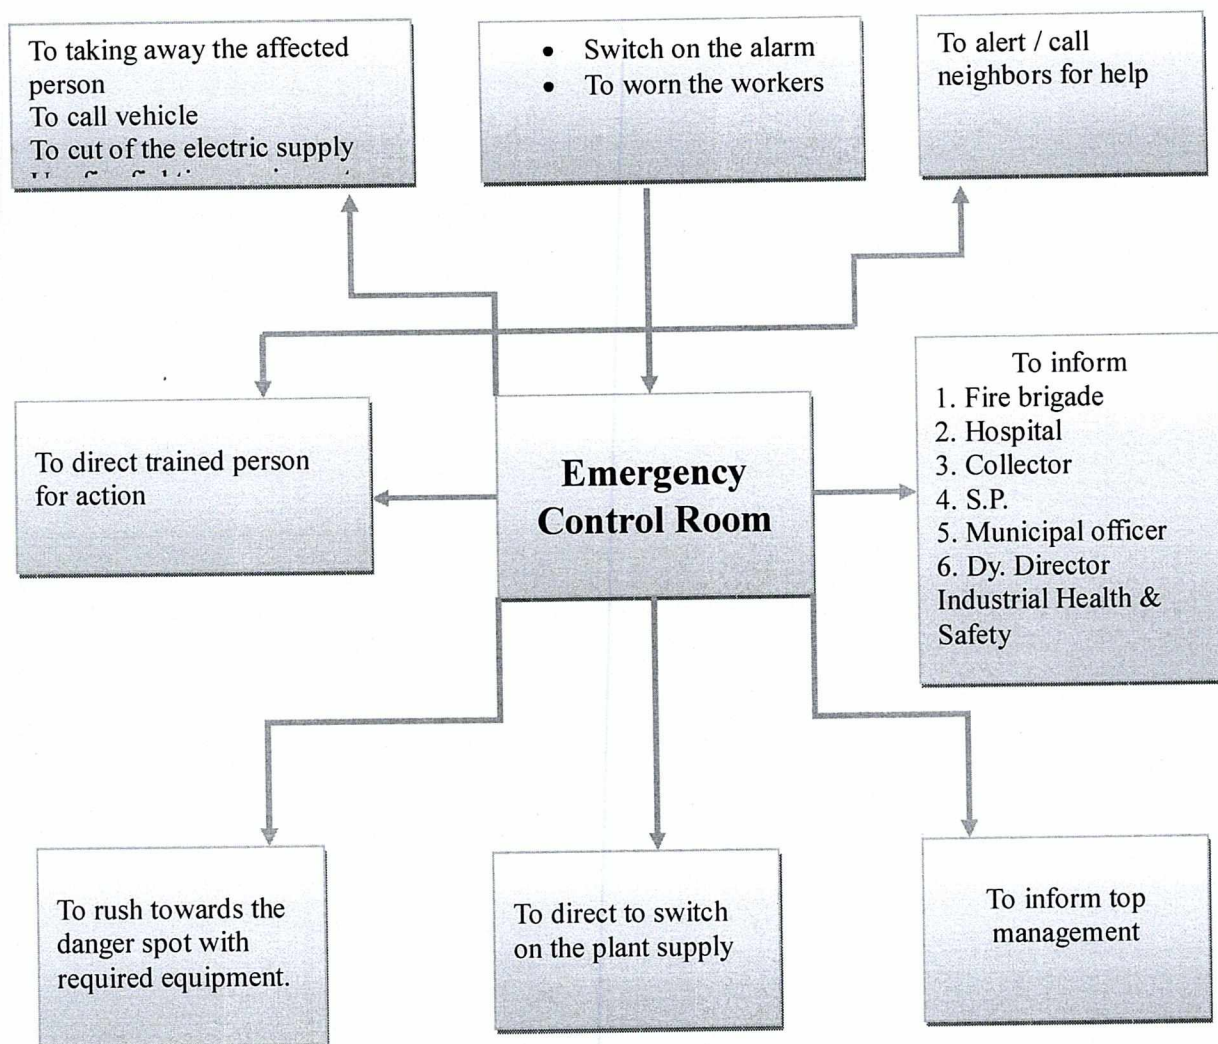 To taking away the affected
person
To call vehicle
To cut of the electric supply
• Switch on the alarm
• To worn the workers
To alert / call
neighbors for help
To direct trained person
for action
Emergency
Control Room
To inform
1. Fire brigade
2. Hospital
3. Collector
4. S.P.
5. Municipal officer
6. Dy. Director
Industrial Health &
Safety
To rush towards the
danger spot with
required equipment.
To direct to switch
on the plant supply
To inform top
management